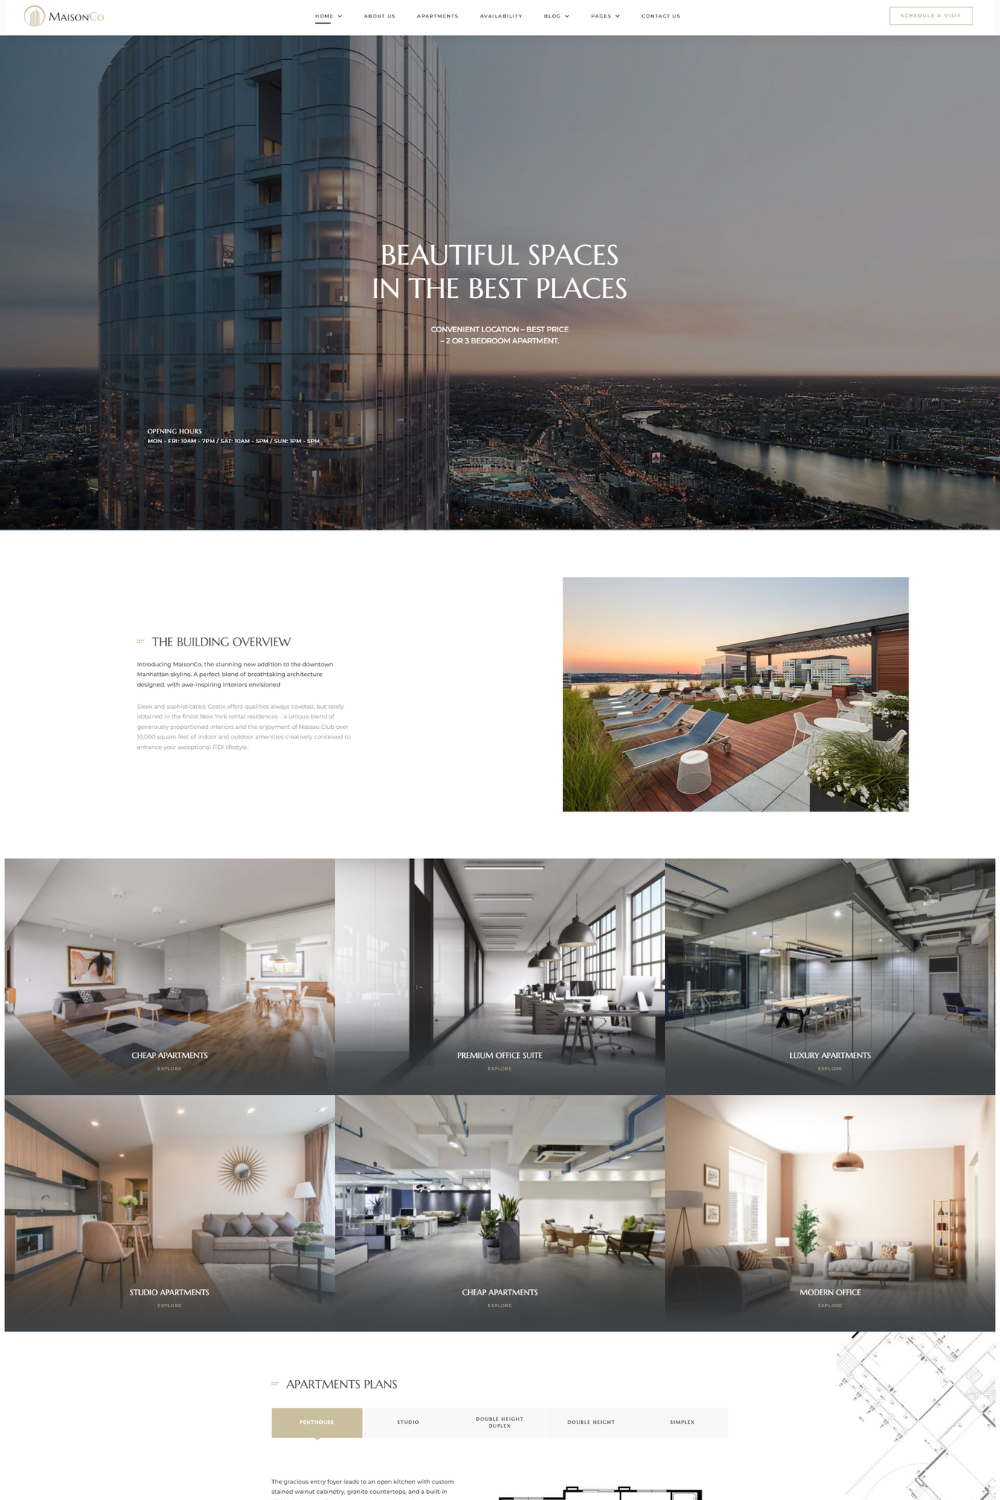 MAISONCO
HOME
ABOUT US
APARTMENTS
AVAILABILITY
BLOG
PAGES
CONTACT US
SCHEDULE A VISIT
BEAUTIFUL SPACES
IN THE BEST PLACES
CONVENIENT LOCATION – BEST PRICE
– 2 OR 3 BEDROOM APARTMENT.
OPENING HOURS
MON - FRI: 10AM - 7PM / SAT: 10AM - 5PM / SUN: 1PM - 5PM
THE BUILDING OVERVIEW
Introducing MaisonCo, the stunning new addition to the downtown
Manhattan skyline. A perfect blend of breathtaking architecture
designed, with awe-inspiring interiors envisioned
Sleek and sophisticated, Cestix offers qualities always coveted, but rarely
obtained in the finest New York rental residences - a unique blend of
generously proportioned interiors and the enjoyment of Nassau Club over
10,000 square feet of indoor and outdoor amenities creatively conceived to
enhance your exceptional FiDi lifestyle.
CHEAP APARTMENTS
EXPLORE
PREMIUM OFFICE SUITE
EXPLORE
LUXURY APARTMENTS
EXPLORE
STUDIO APARTMENTS
EXPLORE
CHEAP APARTMENTS
EXPLORE
MODERN OFFICE
EXPLORE
APARTMENTS PLANS
PENTHOUSE
STUDIO
DOUBLE HEIGHT
DUPLEX
DOUBLE HEIGHT
SIMPLEX
The gracious entry foyer leads to an open kitchen with custom
stained walnut cabinetry, granite countertops, and a built-in